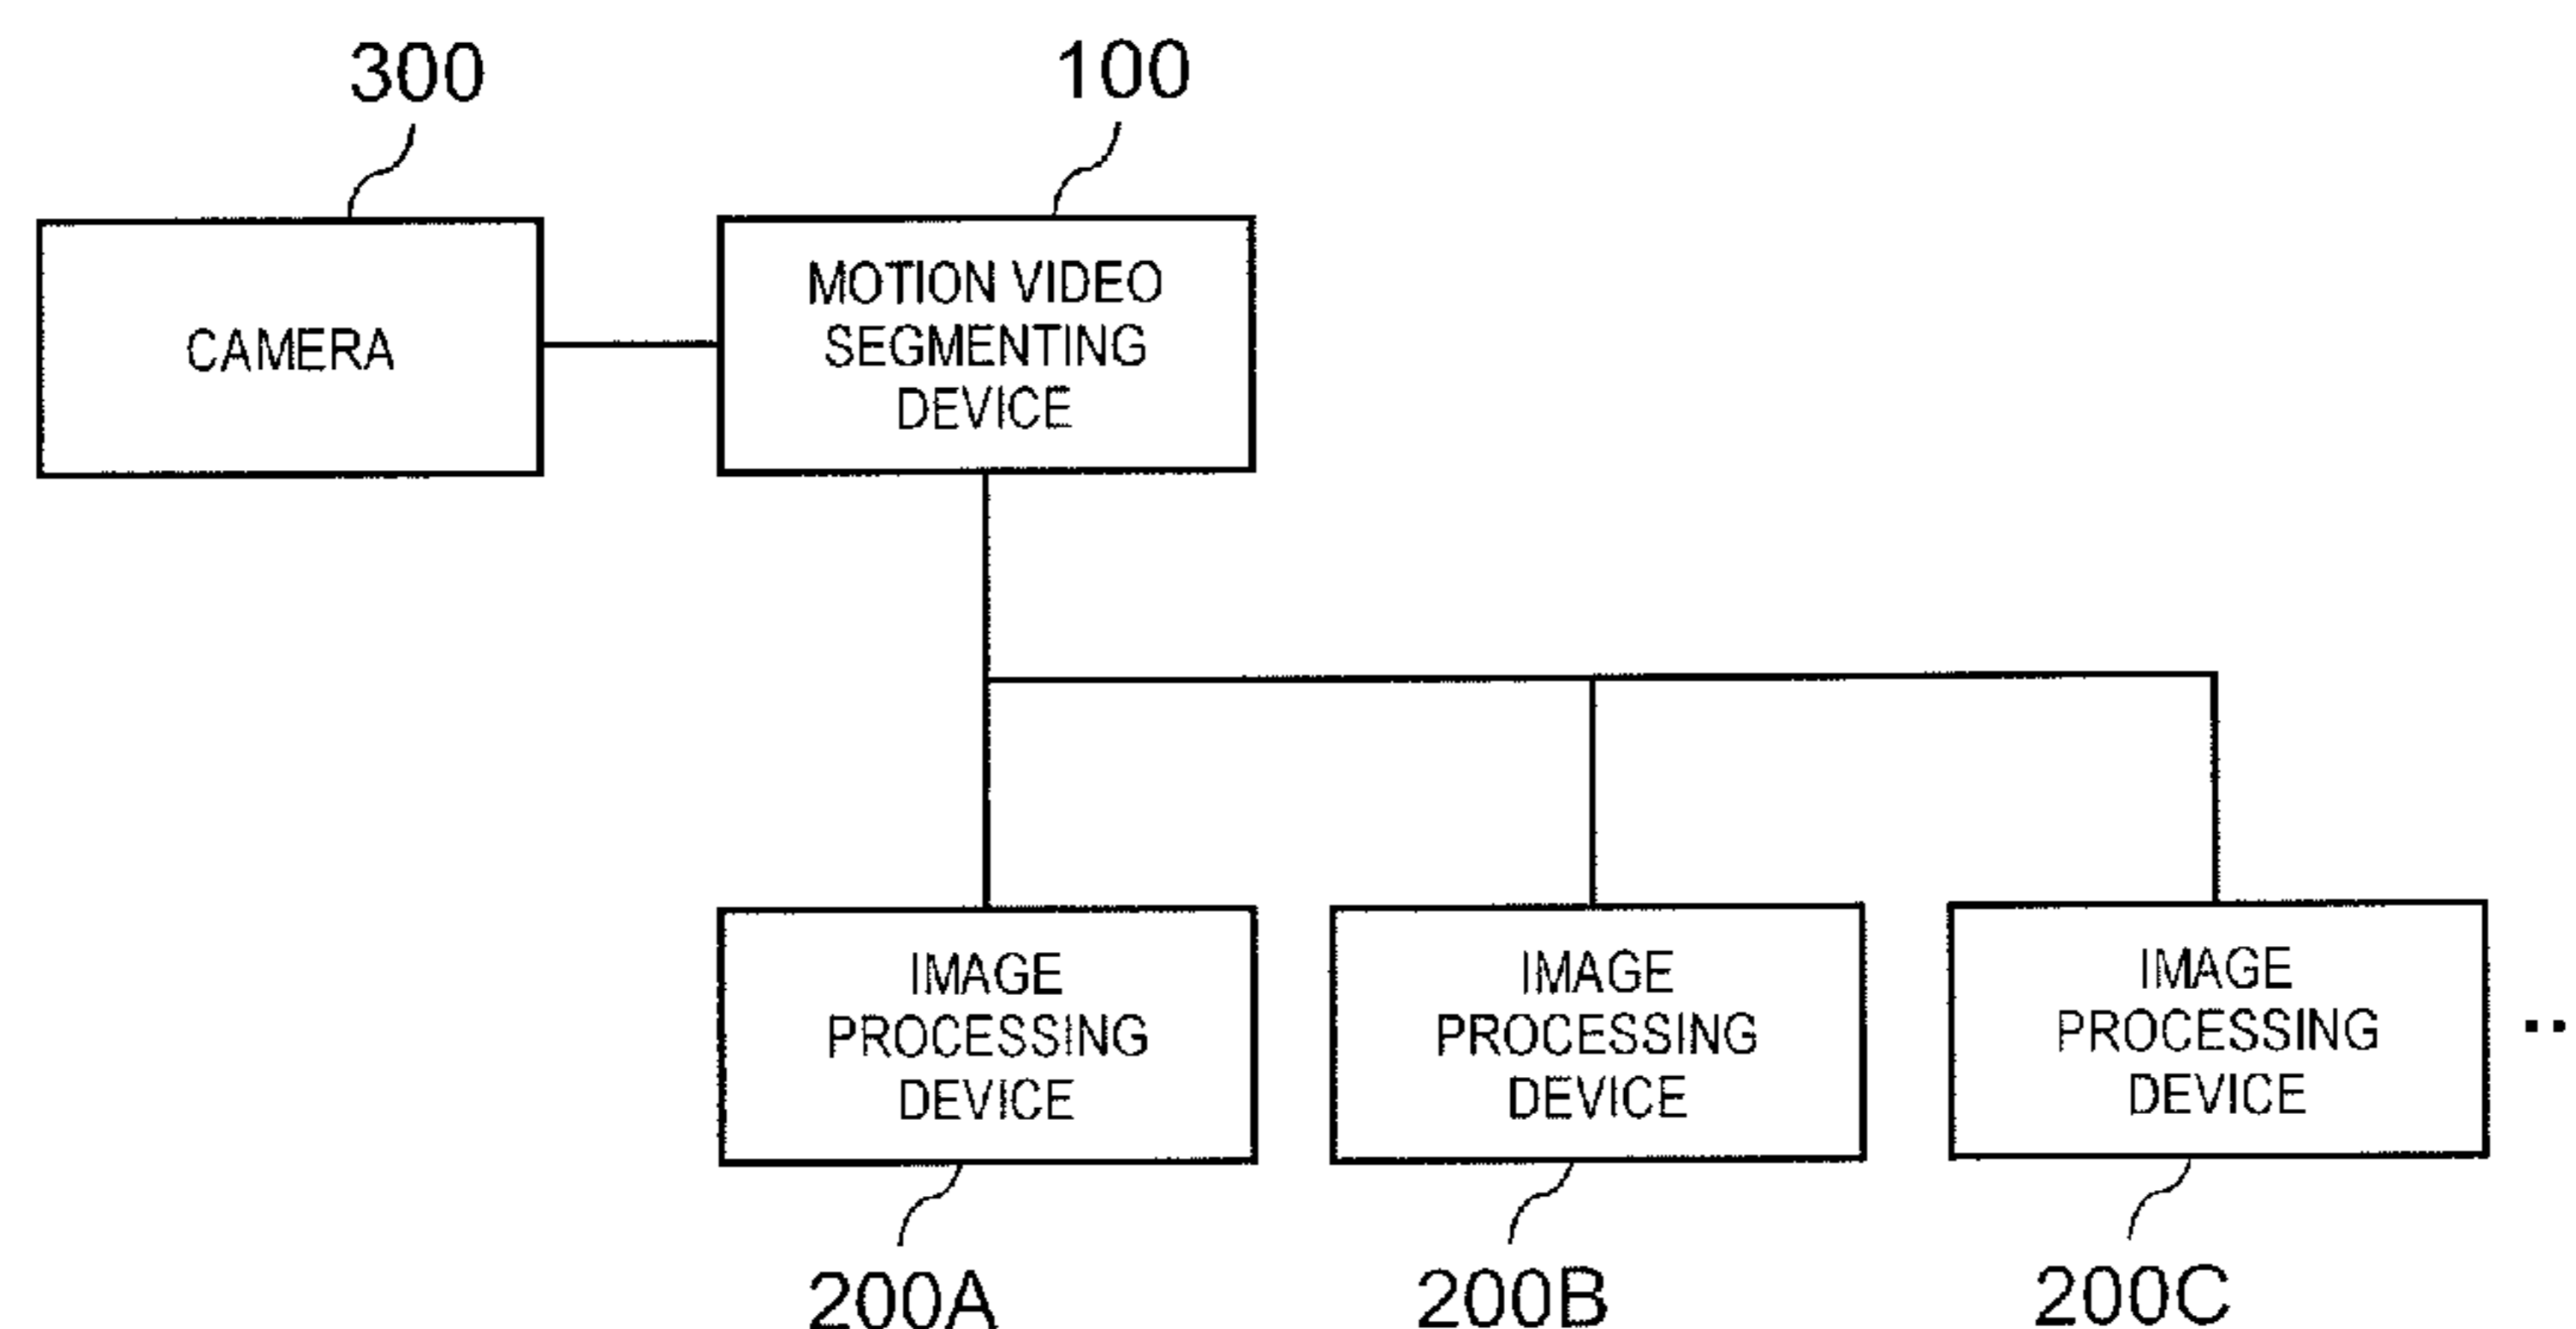 300
100
CAMERA
MOTION VIDEO
SEGMENTING
DEVICE
IMAGE
PROCESSING
DEVICE
IMAGE
PROCESSING
DEVICE
IMAGE
PROCESSING
DEVICE
..
200A
200B
200C